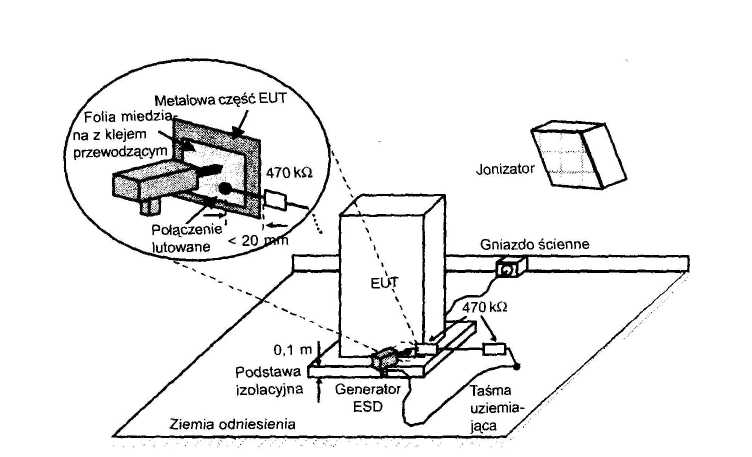 Metalowa część EUT
Folia miedzia-
na z klejem
przewodzącym
470 kΩ
Połączenie
lutowane
< 20 mm
Jonizator
Gniazdo ścienne
EUT
470 kΩ
0,1 m
Podstawa
izolacyjna
Generator
ESD
Taśma
uziemia-
jąca
Ziemia odniesienia